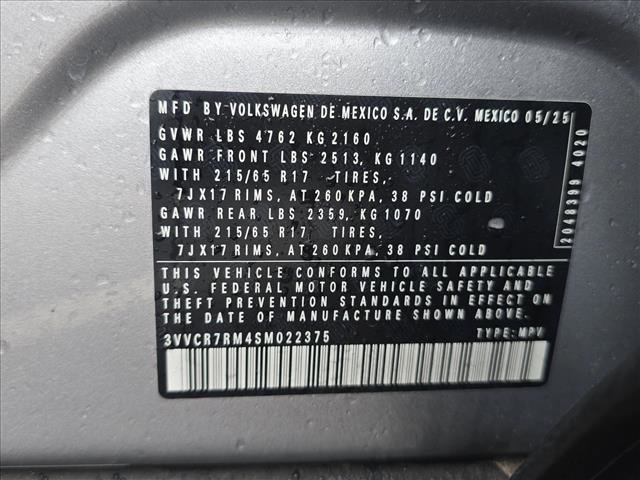 MFD BY VOLKSWAGEN DE MEXICO S.A. DE C.V. MEXICO 05/25
GVWR LBS 4762 KG 2160
GAWR FRONT LBS 2513, KG 1140
WITH 215/65 R17 TIRES,
7JX17 RIMS, AT 260 KPA, 38 PSI COLD
GAWR REAR LBS 2359, KG 1070
WITH 215/65 R17 TIRES,
7JX17 RIMS, AT 260 KPA, 38 PSI COLD
2048399 4020
THIS VEHICLE CONFORMS TO ALL APPLICABLE
U.S. FEDERAL MOTOR VEHICLE SAFETY AND
THEFT PREVENTION STANDARDS IN EFFECT ON
THE DATE OF MANUFACTURE SHOWN ABOVE
3VVCR7RM4SM022375 TYPE: MPV